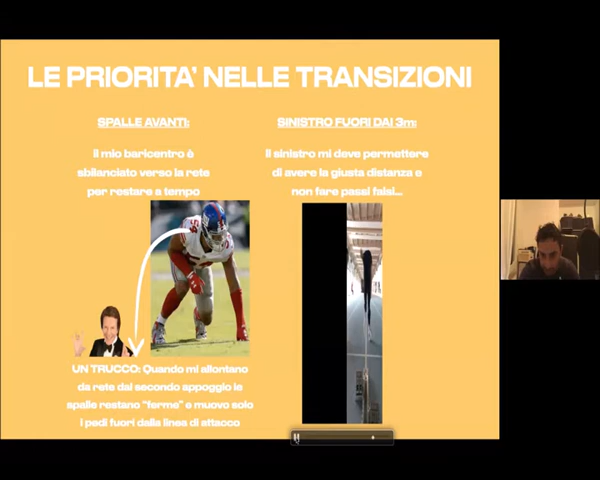 LE PRIORITA' NELLE TRANSIZIONI
SPALLE AVANTI:
il mio baricentro è
sbilanciato verso la rete
per restare a tempo
UN TRUCCO: Quando mi allontano
da rete dal secondo appoggio le
spalle restano "ferme" e muovo solo
i pedi fuori dalla linea di attacco
SINISTRO FUORI DAI 3m:
Il sinistro mi deve permettere
di avere la giusta distanza e
non fare passi falsi...